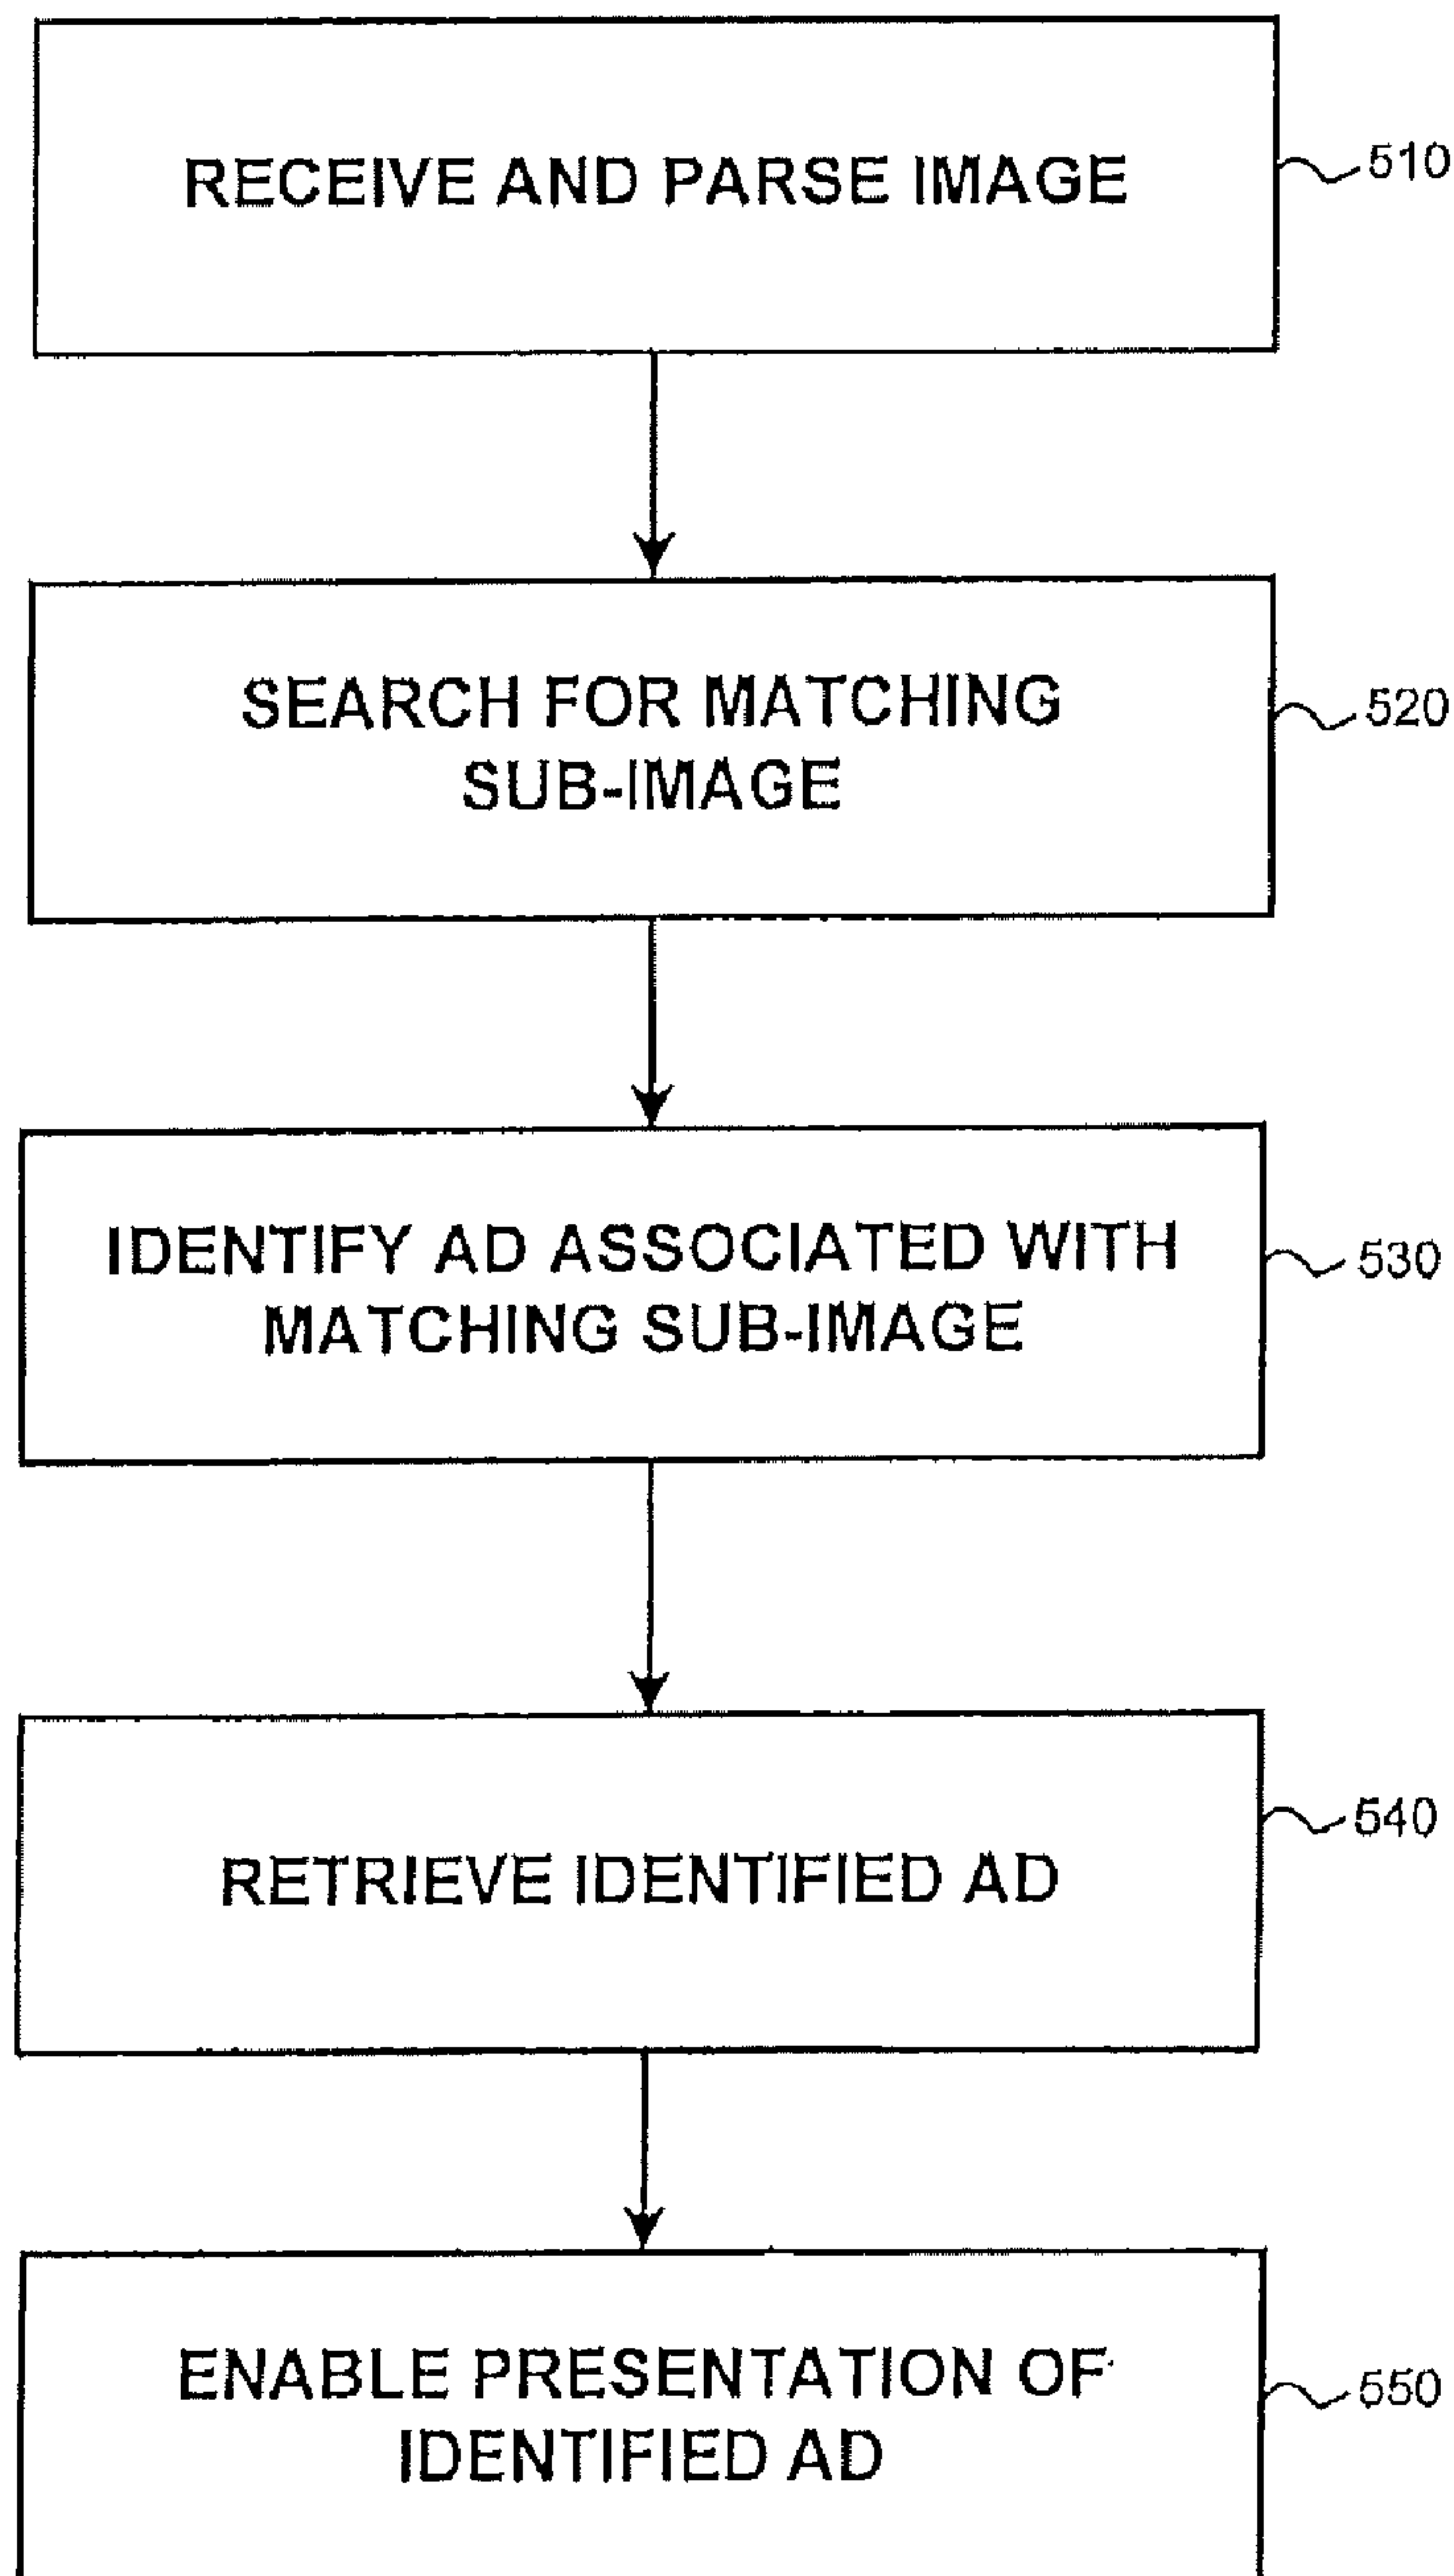 RECEIVE AND PARSE IMAGE
510
SEARCH FOR MATCHING
SUB-IMAGE
520
IDENTIFY AD ASSOCIATED WITH
MATCHING SUB-IMAGE
530
RETRIEVE IDENTIFIED AD
540
ENABLE PRESENTATION OF
IDENTIFIED AD
550